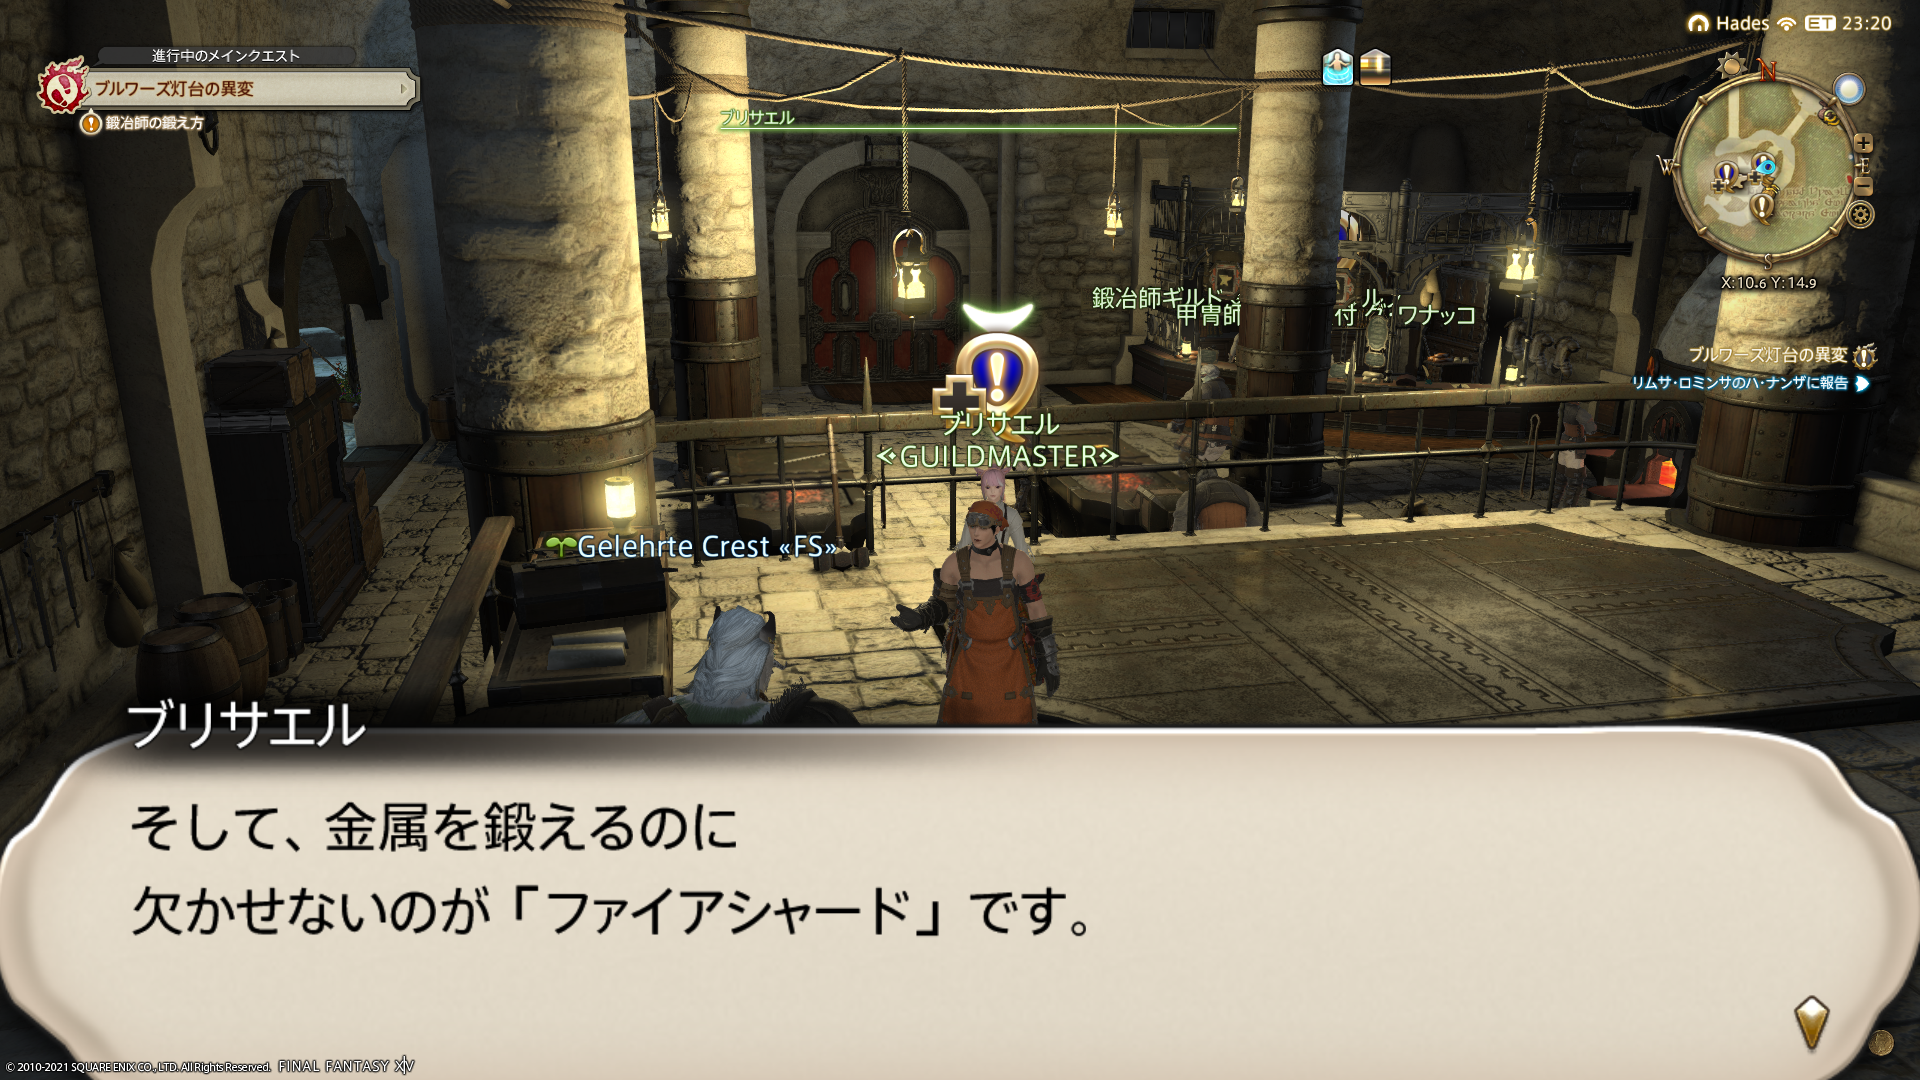 Hades ET 23:20
進行中のメインクエスト
ブルワーズ灯台の異変
鍛冶師の鍛え方
ブリサエル
N
W
E
S
X:10.6 Y:14.9
鍛冶師ギルド
甲冑師
付
ワナッコ
ブルワーズ灯台の異変
リムサ・ロミンサのハ・ナンザに報告
ブリサエル
«GUILDMASTER»
Gelehrte Crest «FS»
ブリサエル
そして、金属を鍛えるのに
欠かせないのが「ファイアシャード」です。
© 2010-2021 SQUARE ENIX CO., LTD. All Rights Reserved. FINAL FANTASY XIV